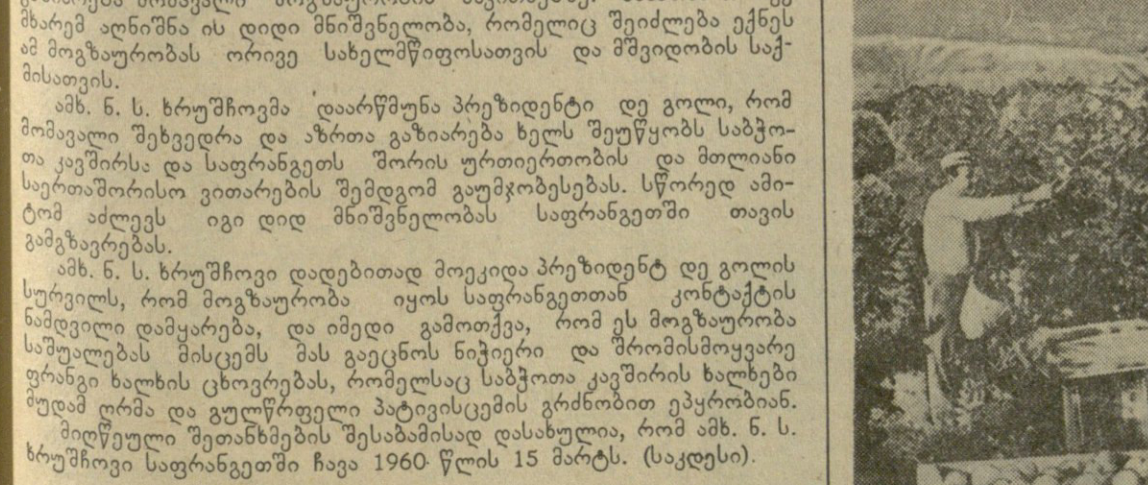 მხარემ აღნიშნა ის დიდი მნიშვნელობა, რომელიც შეიძლება ექნეს
ამ მოგზაურობას ორივე სახელმწიფოსათვის და მშვიდობის საქ-
მისათვის.
ამხ. ნ. ს. ხრუშჩოვმა დაარწმუნა პრეზიდენტი დე გოლი, რომ
მომავალი შეხვედრა და აზრთა გაზიარება ხელს შეუწყობს საბჭო-
თა კავშირსა და საფრანგეთს შორის ურთიერთობის და მთლიანი
საერთაშორისო ვითარების შემდგომ გაუმჯობესებას. სწორედ ამი-
ტომ აძლევს იგი დიდ მნიშვნელობას საფრანგეთში თავის
გამგზავრებას.
ამხ. ნ. ს. ხრუშჩოვი დადებითად მოეკიდა პრეზიდენტ დე გოლის
სურვილს, რომ მოგზაურობა იყოს საფრანგეთთან კონტაქტის
ნამდვილი დამყარება, და იმედი გამოთქვა, რომ ეს მოგზაურობა
საშუალებას მისცემს მას გაეცნოს ნიჭიერი და შრომისმოყვარე
ფრანგი ხალხის ცხოვრებას, რომელსაც საბჭოთა კავშირის ხალხები
მუდამ ღრმა და გულწრფელი პატივისცემის გრძნობით ეპყრობიან.
მიღწეული შეთანხმების შესაბამისად დასახულია, რომ ამხ. ნ. ს.
ხრუშჩოვი საფრანგეთში ჩავა 1960 წლის 15 მარტს. (საკდესი).